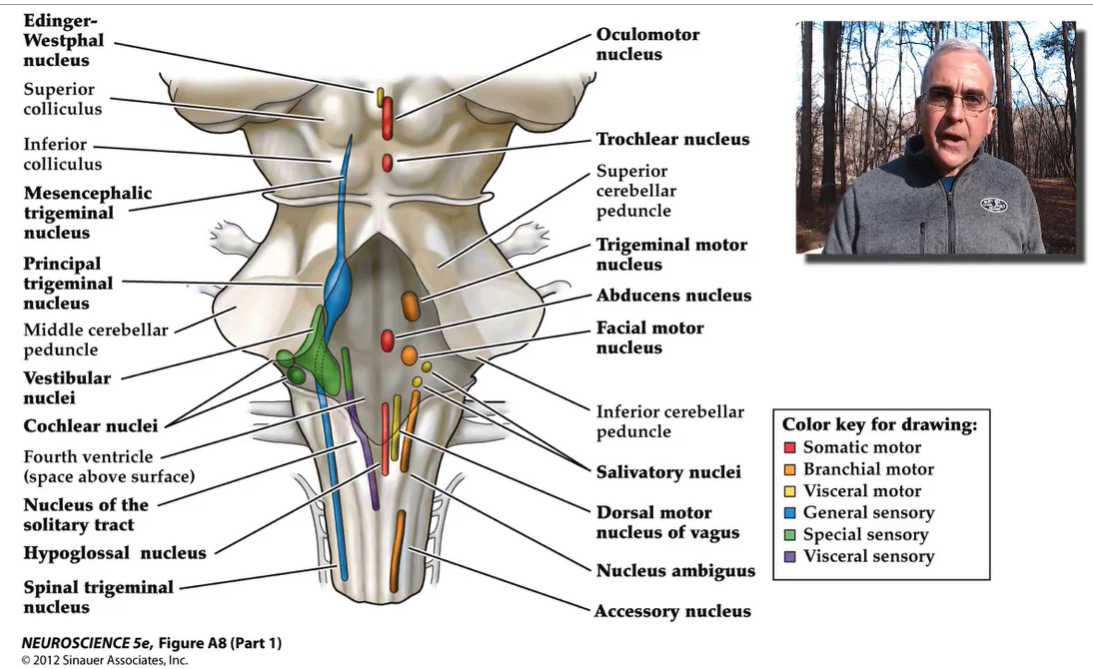 Edinger-
Westphal
nucleus
Superior
colliculus
Inferior
colliculus
Mesencephalic
trigeminal
nucleus
Principal
trigeminal
nucleus
Middle cerebellar
peduncle
Vestibular
nuclei
Cochlear nuclei
Fourth ventricle
(space above surface)
Nucleus of the
solitary tract
Hypoglossal nucleus
Spinal trigeminal
nucleus
Oculomotor
nucleus
Trochlear nucleus
Superior
cerebellar
peduncle
Trigeminal motor
nucleus
Abducens nucleus
Facial motor
nucleus
Inferior cerebellar
peduncle
Salivatory nuclei
Dorsal motor
nucleus of vagus
Nucleus ambiguus
Accessory nucleus
Color key for drawing:
Somatic motor
Branchial motor
Visceral motor
General sensory
Special sensory
Visceral sensory
NEUROSCIENCE 5e, Figure A8 (Part 1)
© 2012 Sinauer Associates, Inc.